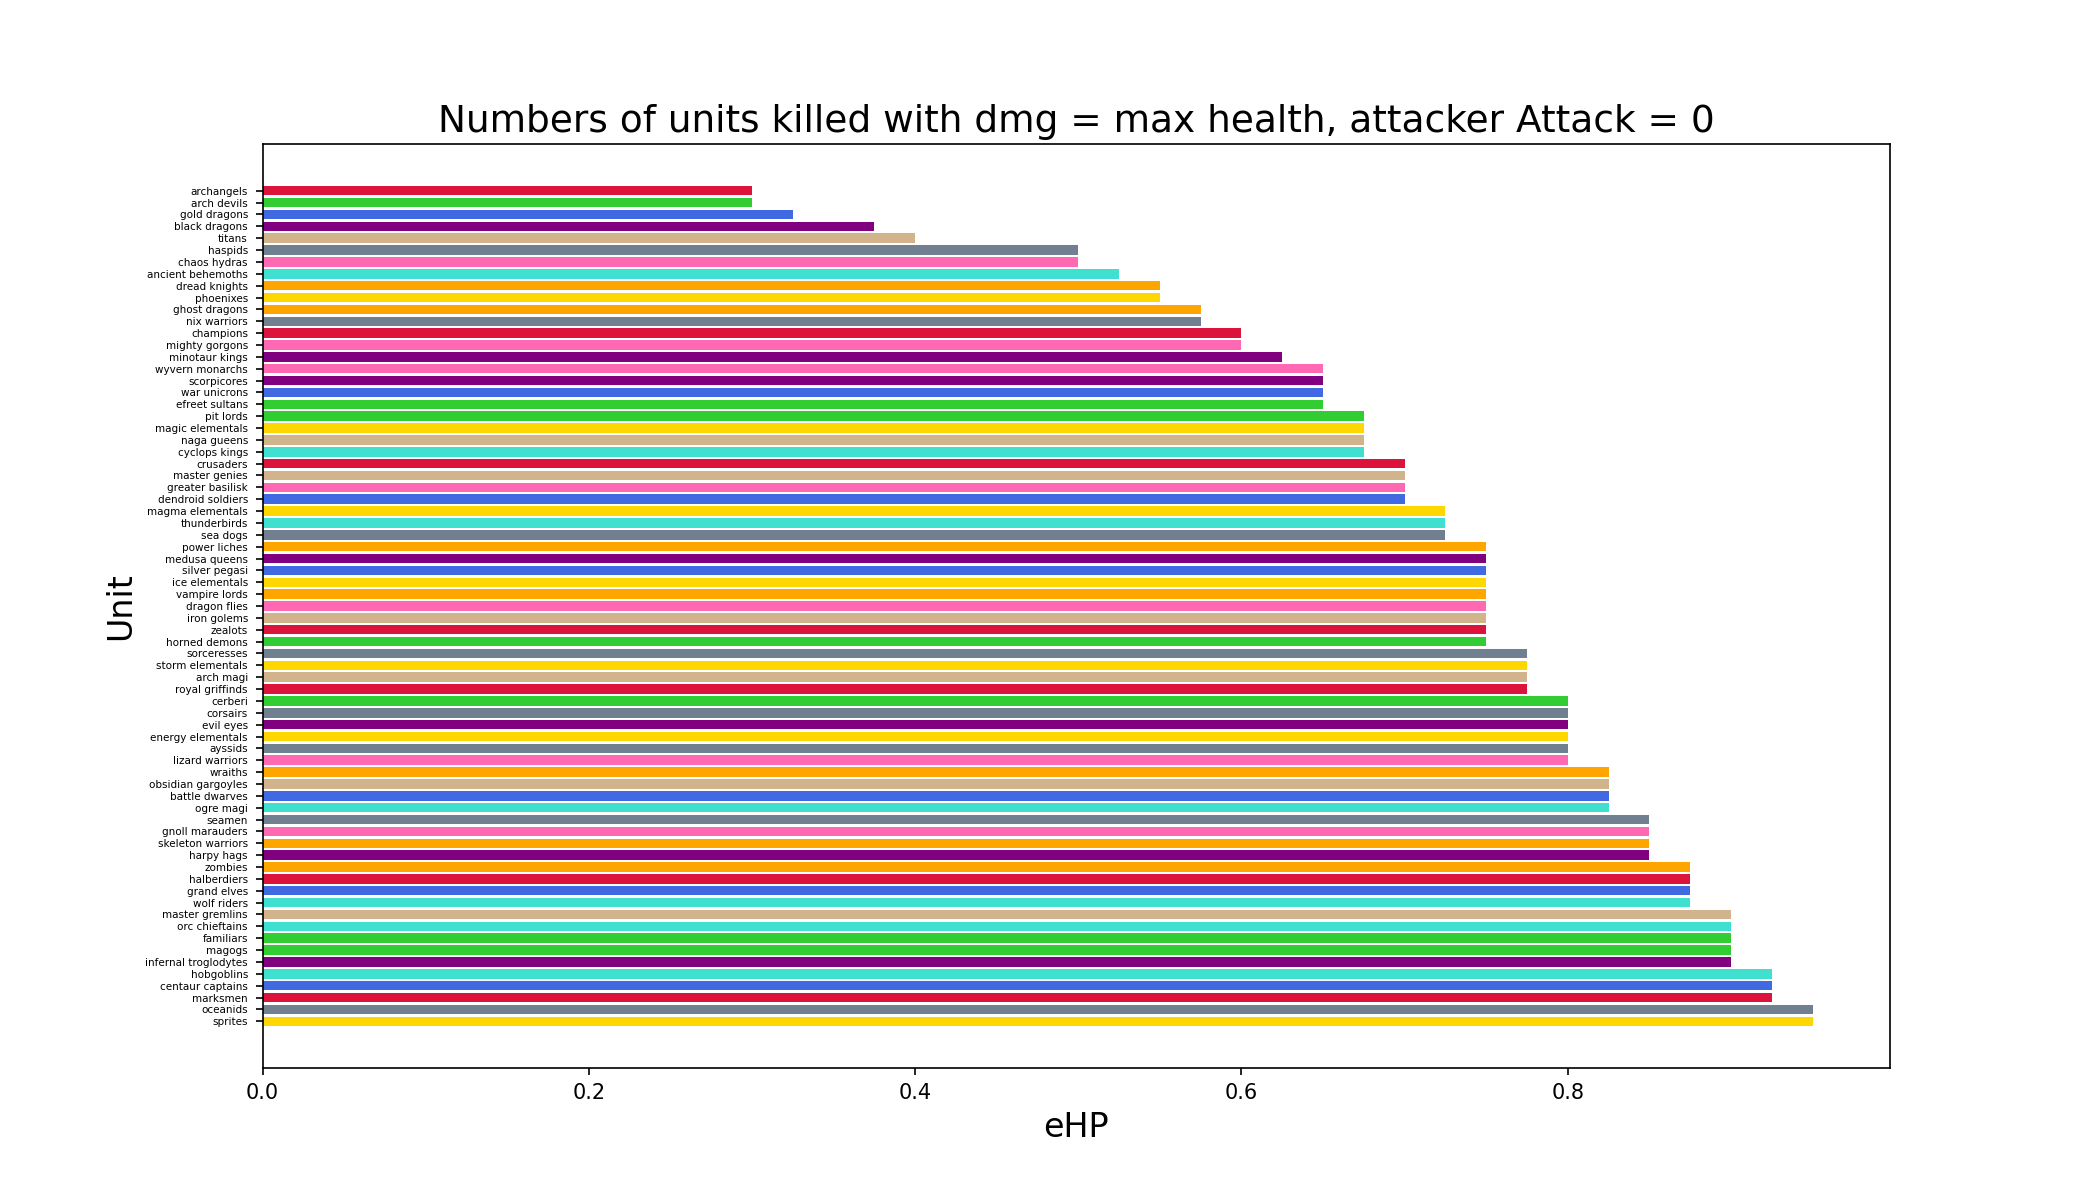 Numbers of units killed with dmg = max health, attacker Attack = 0
archangels
arch devils
gold dragons
black dragons
titans
haspids
chaos hydras
ancient behemoths
dread knights
phoenixes
ghost dragons
nix warriors
champions
mighty gorgons
minotaur kings
wyvern monarchs
scorpicores
war unicrons
efreet sultans
pit lords
magic elementals
naga gueens
cyclops kings
crusaders
master genies
greater basilisk
dendroid soldiers
magma elementals
thunderbirds
sea dogs
power liches
medusa queens
silver pegasi
ice elementals
vampire lords
dragon flies
iron golems
zealots
horned demons
sorceresses
storm elementals
arch magi
royal griffinds
cerberi
corsairs
evil eyes
energy elementals
ayssids
lizard warriors
wraiths
obsidian gargoyles
battle dwarves
ogre magi
seamen
gnoll marauders
skeleton warriors
harpy hags
zombies
halberdiers
grand elves
wolf riders
master gremlins
orc chieftains
familiars
magogs
infernal troglodytes
hobgoblins
centaur captains
marksmen
oceanids
sprites
Unit
0.0 0.2 0.4 0.6 0.8
eHP